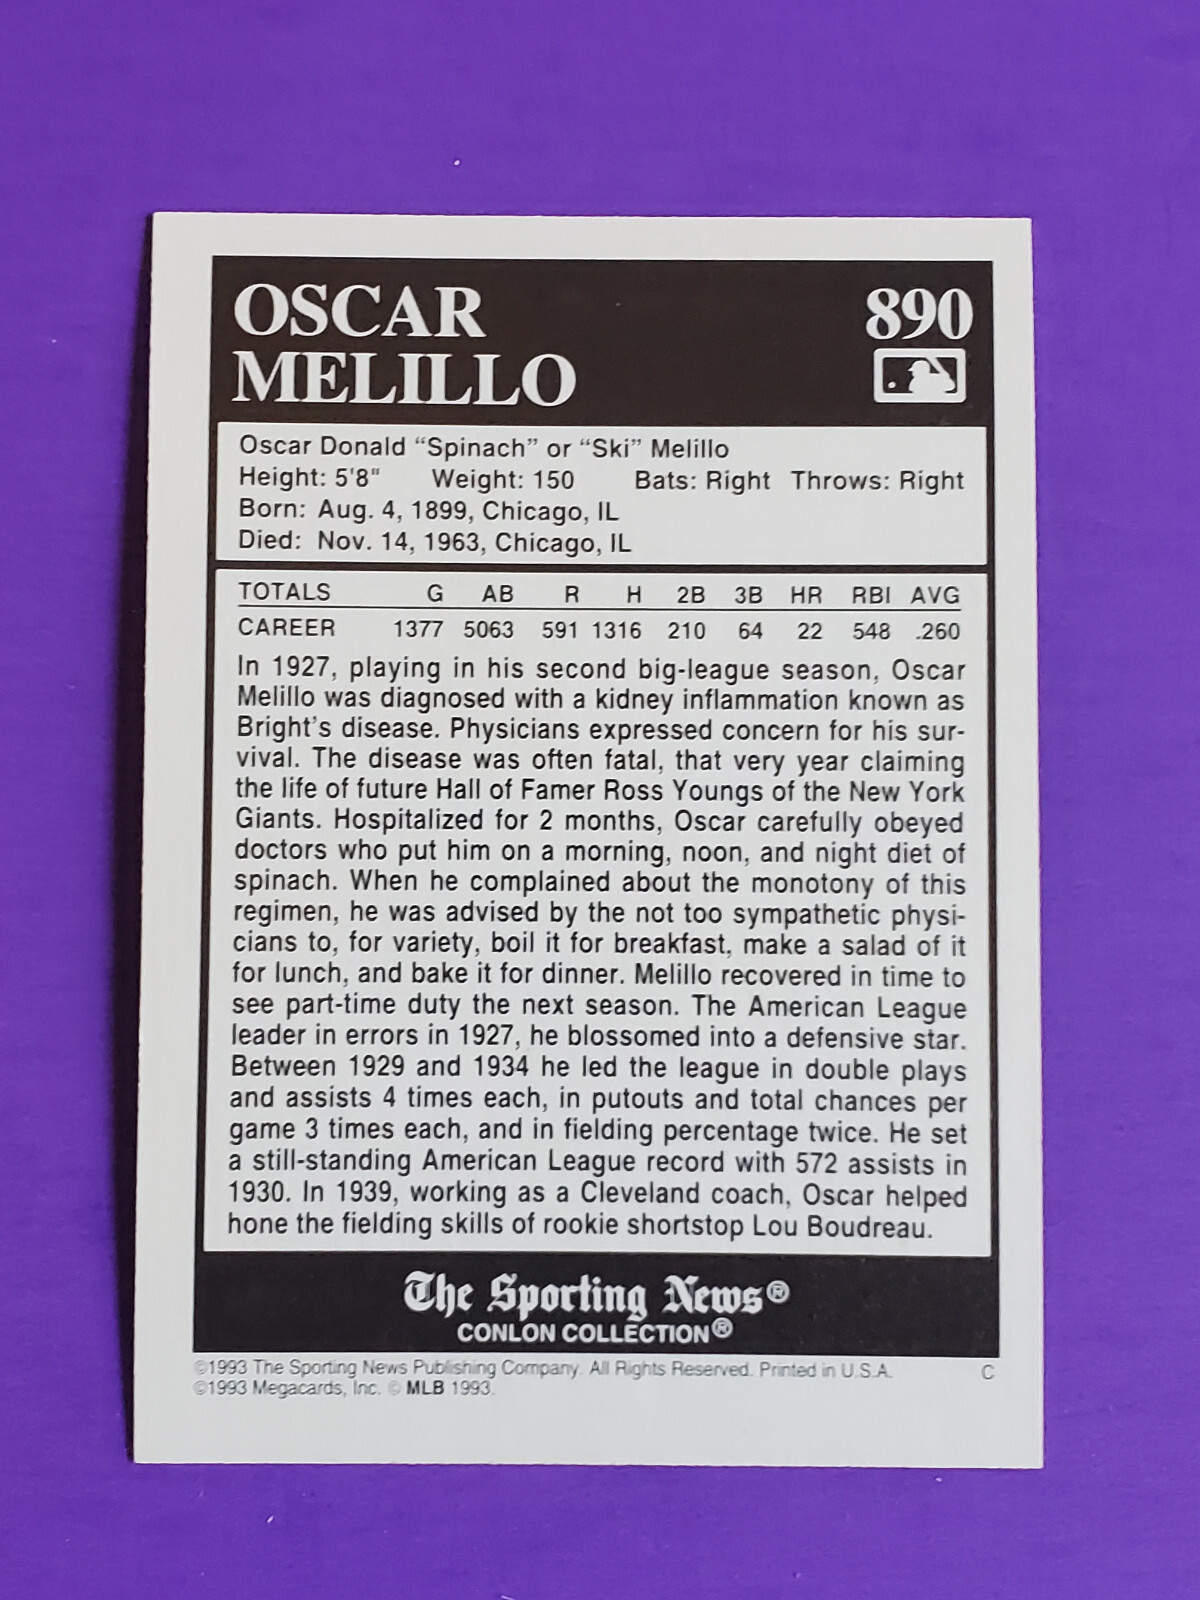 OSCAR
MELILLO
890
Oscar Donald “Spinach” or “Ski” Melillo
Height: 5'8" Weight: 150 Bats: Right Throws: Right
Born: Aug. 4, 1899, Chicago, IL
Died: Nov. 14, 1963, Chicago, IL
TOTALS G AB R H 2B 3B HR RBI AVG
CAREER 1377 5063 591 1316 210 64 22 548 .260
In 1927, playing in his second big-league season, Oscar
Melillo was diagnosed with a kidney inflammation known as
Bright's disease. Physicians expressed concern for his sur-
vival. The disease was often fatal, that very year claiming
the life of future Hall of Famer Ross Youngs of the New York
Giants. Hospitalized for 2 months, Oscar carefully obeyed
doctors who put him on a morning, noon, and night diet of
spinach. When he complained about the monotony of this
regimen, he was advised by the not too sympathetic physi-
cians to, for variety, boil it for breakfast, make a salad of it
for lunch, and bake it for dinner. Melillo recovered in time to
see part-time duty the next season. The American League
leader in errors in 1927, he blossomed into a defensive star.
Between 1929 and 1934 he led the league in double plays
and assists 4 times each, in putouts and total chances per
game 3 times each, and in fielding percentage twice. He set
a still-standing American League record with 572 assists in
1930. In 1939, working as a Cleveland coach, Oscar helped
hone the fielding skills of rookie shortstop Lou Boudreau.
The Sporting News®
CONLON COLLECTION®
©1993 The Sporting News Publishing Company. All Rights Reserved. Printed in U.S.A. C
©1993 Megacards, Inc. © MLB 1993.